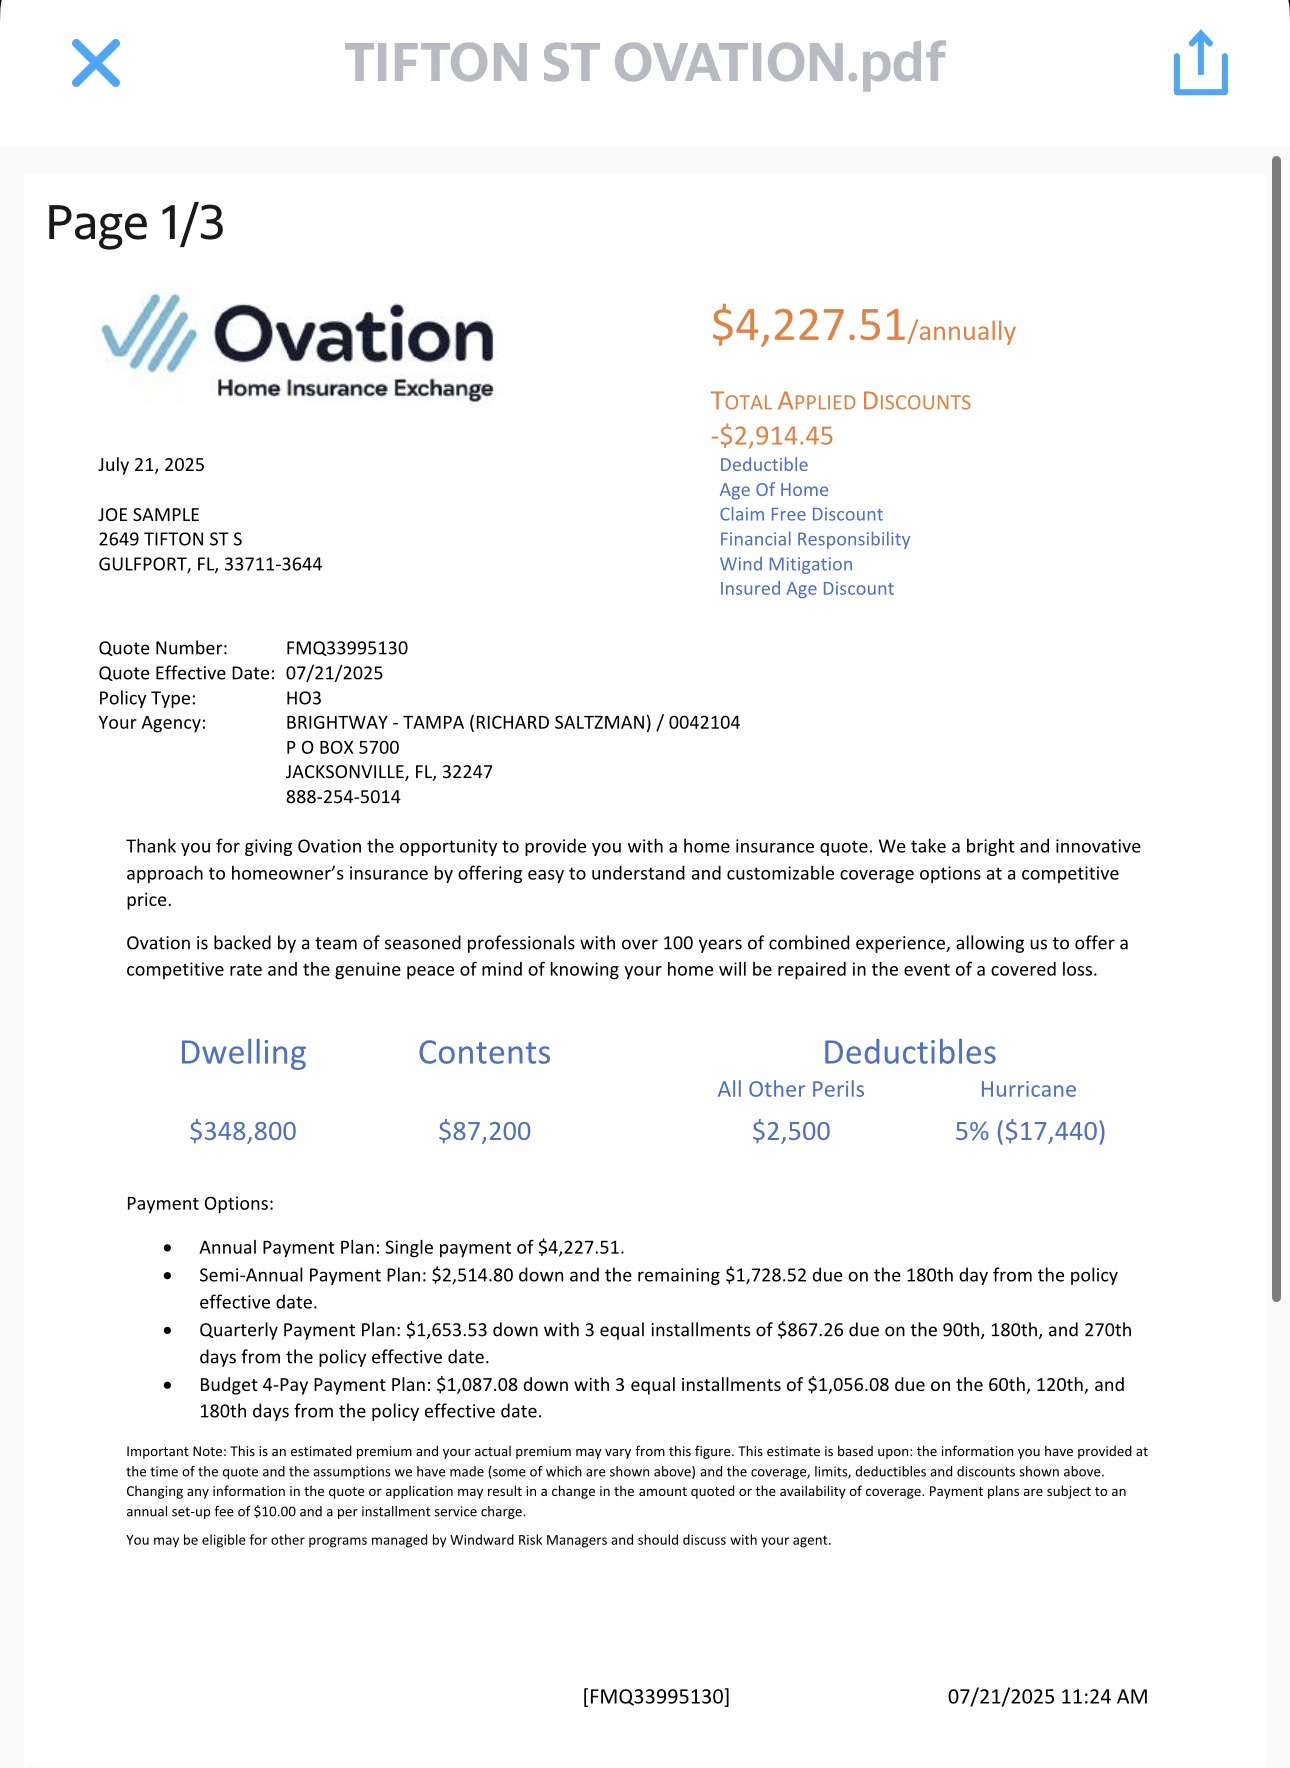 TIFTON ST OVATION.pdf
Page 1/3
Ovation
Home Insurance Exchange
$4,227.51/annually
TOTAL APPLIED DISCOUNTS
-$2,914.45
Deductible
Age Of Home
Claim Free Discount
Financial Responsibility
Wind Mitigation
Insured Age Discount
July 21, 2025
JOE SAMPLE
2649 TIFTON ST S
GULFPORT, FL, 33711-3644
Quote Number: FMQ33995130
Quote Effective Date: 07/21/2025
Policy Type: HO3
Your Agency: BRIGHTWAY - TAMPA (RICHARD SALTZMAN) / 0042104
P O BOX 5700
JACKSONVILLE, FL, 32247
888-254-5014
Thank you for giving Ovation the opportunity to provide you with a home insurance quote. We take a bright and innovative
approach to homeowner’s insurance by offering easy to understand and customizable coverage options at a competitive
price.
Ovation is backed by a team of seasoned professionals with over 100 years of combined experience, allowing us to offer a
competitive rate and the genuine peace of mind of knowing your home will be repaired in the event of a covered loss.
Dwelling Contents Deductibles
All Other Perils Hurricane
$348,800 $87,200 $2,500 5% ($17,440)
Payment Options:
• Annual Payment Plan: Single payment of $4,227.51.
• Semi-Annual Payment Plan: $2,514.80 down and the remaining $1,728.52 due on the 180th day from the policy
effective date.
• Quarterly Payment Plan: $1,653.53 down with 3 equal installments of $867.26 due on the 90th, 180th, and 270th
days from the policy effective date.
• Budget 4-Pay Payment Plan: $1,087.08 down with 3 equal installments of $1,056.08 due on the 60th, 120th, and
180th days from the policy effective date.
Important Note: This is an estimated premium and your actual premium may vary from this figure. This estimate is based upon: the information you have provided at
the time of the quote and the assumptions we have made (some of which are shown above) and the coverage, limits, deductibles and discounts shown above.
Changing any information in the quote or application may result in a change in the amount quoted or the availability of coverage. Payment plans are subject to an
annual set-up fee of $10.00 and a per installment service charge.
You may be eligible for other programs managed by Windward Risk Managers and should discuss with your agent.
[FMQ33995130] 07/21/2025 11:24 AM